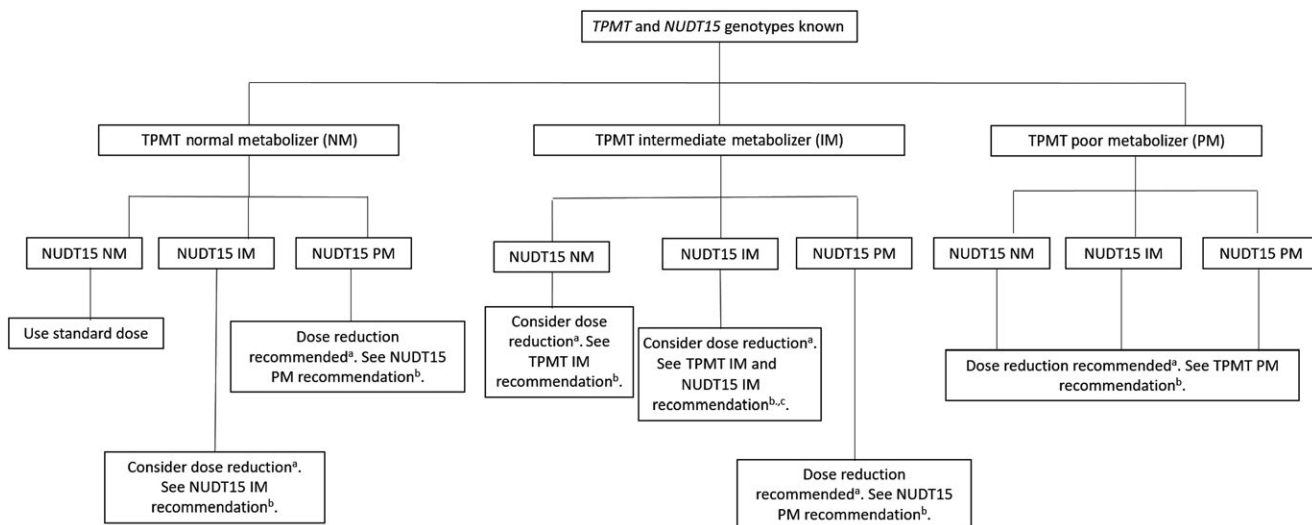 TPMT and NUDT15 genotypes known
TPMT normal metabolizer (NM)
TPMT intermediate metabolizer (IM)
TPMT poor metabolizer (PM)
NUDT15 NM
NUDT15 IM
NUDT15 PM
NUDT15 NM
NUDT15 IM
NUDT15 PM
NUDT15 NM
NUDT15 IM
NUDT15 PM
Use standard dose
Dose reduction
recommendedᵃ. See NUDT15
PM recommendationᵇ.
Consider dose
reductionᵃ. See
TPMT IM
recommendationᵇ.
Consider dose reductionᵃ.
See TPMT IM and
NUDT15 IM
recommendationᵇ·,ᶜ.
Dose reduction recommendedᵃ. See TPMT PM
recommendationᵇ.
Consider dose reductionᵃ.
See NUDT15 IM
recommendationᵇ.
Dose reduction
recommendedᵃ. See NUDT15
PM recommendationᵇ.